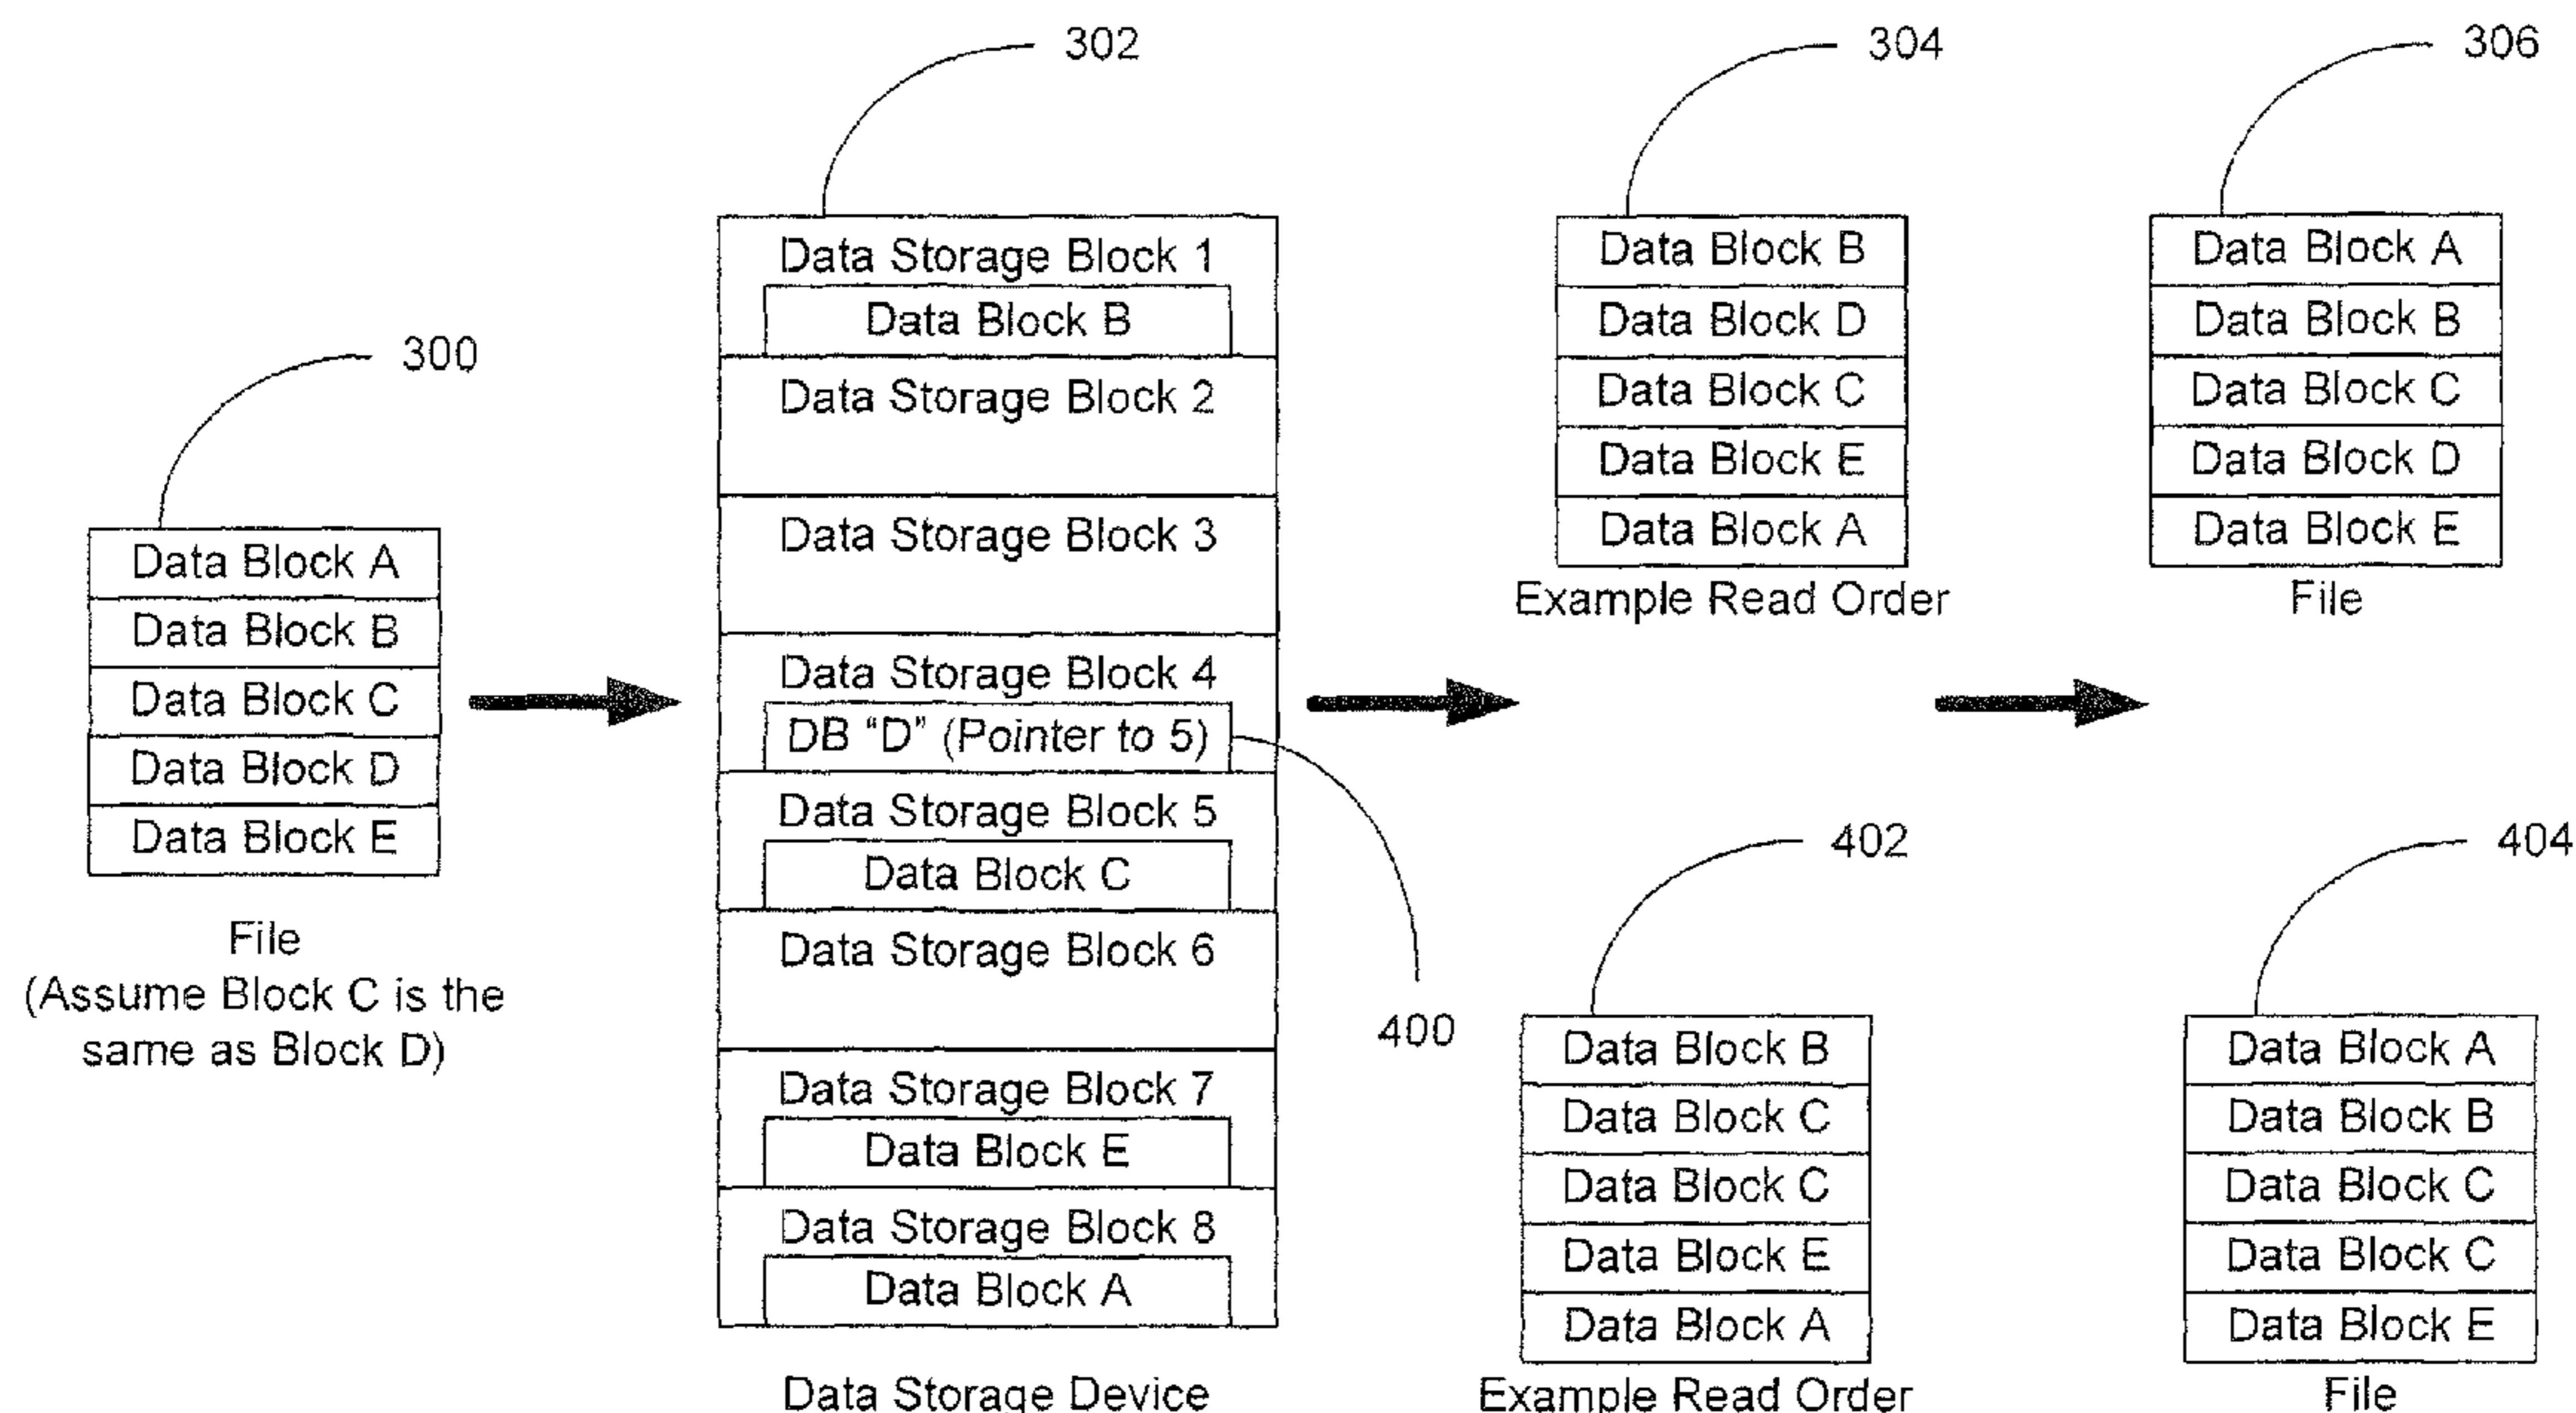 302
304
306
300
Data Block A
Data Block B
Data Block C
Data Block D
Data Block E
File
(Assume Block C is the
same as Block D)
Data Storage Block 1
Data Block B
Data Storage Block 2
Data Storage Block 3
Data Storage Block 4
DB "D" (Pointer to 5)
Data Storage Block 5
Data Block C
Data Storage Block 6
Data Storage Block 7
Data Block E
Data Storage Block 8
Data Block A
Data Storage Device
400
Data Block B
Data Block D
Data Block C
Data Block E
Data Block A
Example Read Order
Data Block A
Data Block B
Data Block C
Data Block D
Data Block E
File
402
Data Block B
Data Block C
Data Block C
Data Block E
Data Block A
Example Read Order
404
Data Block A
Data Block B
Data Block C
Data Block C
Data Block E
File